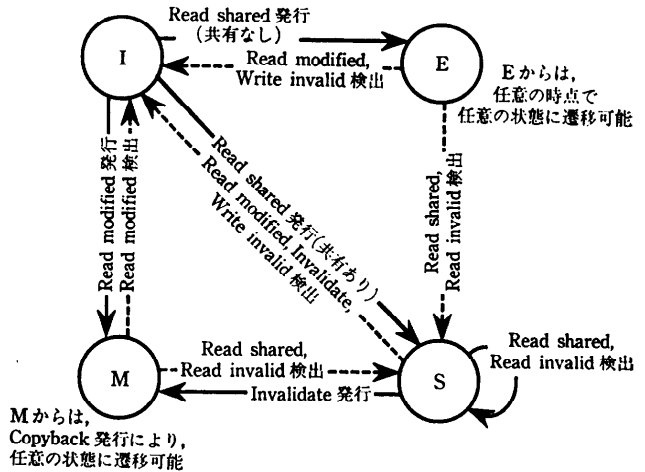 Read shared 発行
(共有なし)
I
E
Read modified,
Write invalid 検出
Eからは,
任意の時点で
任意の状態に遷移可能
Read modified 発行
Read modified 検出
Read shared 発行(共有あり)
Read modified, Invalidate,
Write invalid 検出
Read shared,
Read invalid 検出
M
Read shared,
Read invalid 検出
Invalidate 発行
S
Read shared,
Read invalid 検出
Mからは,
Copyback 発行により,
任意の状態に遷移可能